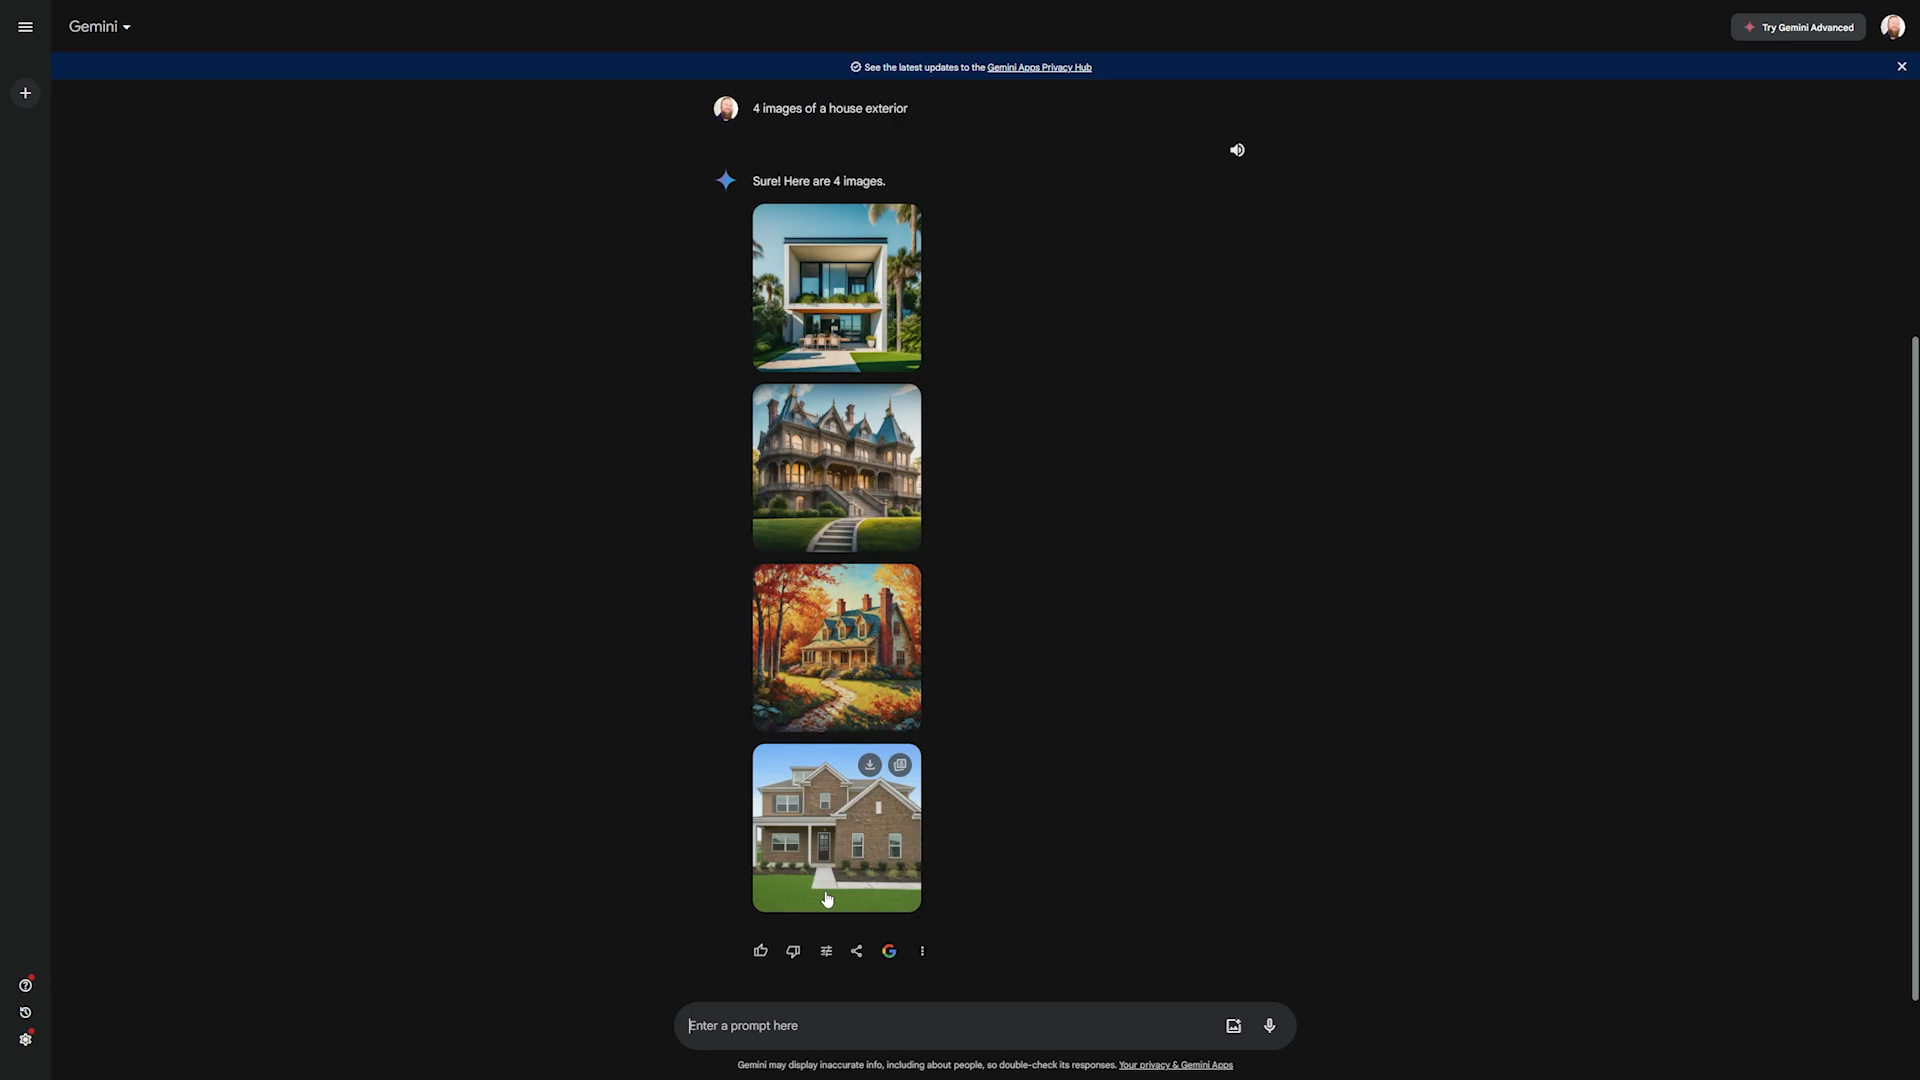 Gemini
Try Gemini Advanced
See the latest updates to the Gemini Apps Privacy Hub
4 images of a house exterior
Sure! Here are 4 images.
Enter a prompt here
Gemini may display inaccurate info, including about people, so double-check its responses. Your privacy & Gemini Apps